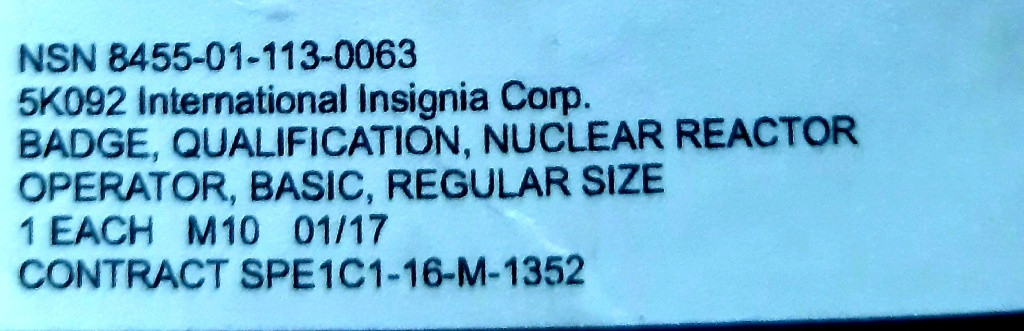 NSN 8455-01-113-0063
5K092 International Insignia Corp.
BADGE, QUALIFICATION, NUCLEAR REACTOR
OPERATOR, BASIC, REGULAR SIZE
1 EACH M10 01/17
CONTRACT SPE1C1-16-M-1352